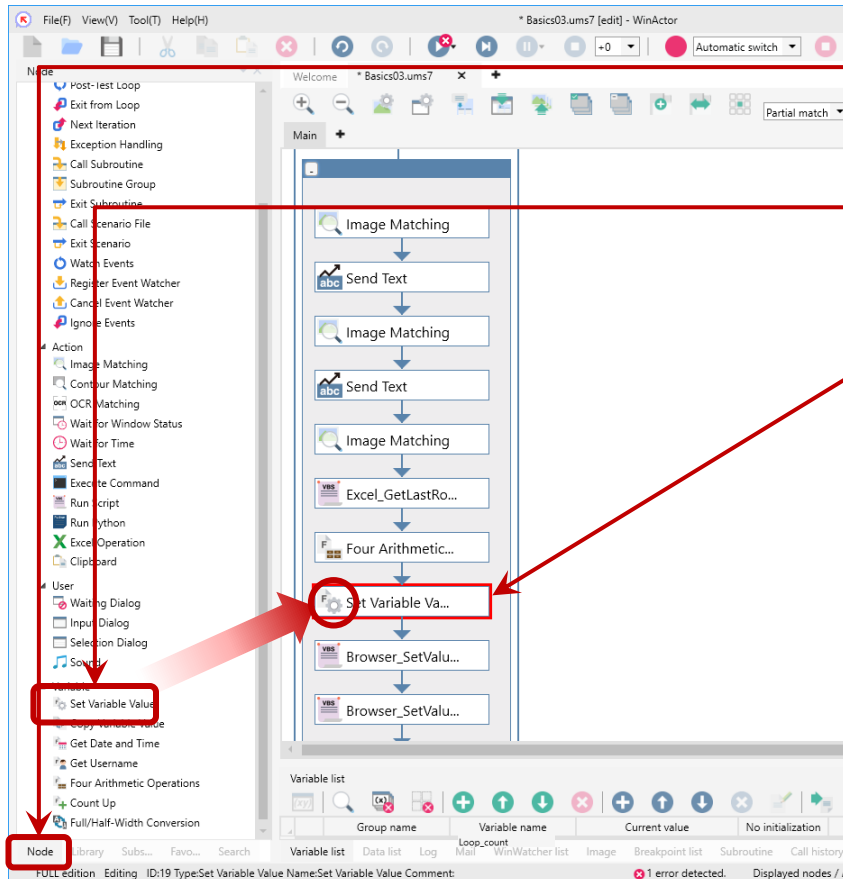 File(F) View(V) Tool(T) Help(H) * Basics03.ums7 [edit] - WinActor
+0 Automatic switch
Node
Post-Test Loop
Exit from Loop
Next Iteration
Exception Handling
Call Subroutine
Subroutine Group
Exit Subroutine
Call Scenario File
Exit Scenario
Watch Events
Register Event Watcher
Cancel Event Watcher
Ignore Events
Action
Image Matching
Contour Matching
OCR Matching
Wait for Window Status
Wait for Time
Send Text
Execute Command
Run Script
Run Python
Excel Operation
Clipboard
User
Waiting Dialog
Input Dialog
Selection Dialog
Sound
Variable
Set Variable Value
Copy Variable Value
Get Date and Time
Get Username
Four Arithmetic Operations
Count Up
Full/Half-Width Conversion
Node Library Subs... Favo... Search
Welcome * Basics03.ums7 X +
Partial match
Main +
Image Matching
abc Send Text
Image Matching
abc Send Text
Image Matching
VBS Excel_GetLastRo...
Four Arithmetic...
Set Variable Va...
VBS Browser_SetValu...
VBS Browser_SetValu...
Variable list
Group name Variable name Current value No initialization
Loop_count
Variable list Data list Log Mail WinWatcher list Image Breakpoint list Subroutine Call history
FULL edition Editing ID:19 Type:Set Variable Value Name:Set Variable Value Comment: 1 error detected. Displayed nodes /